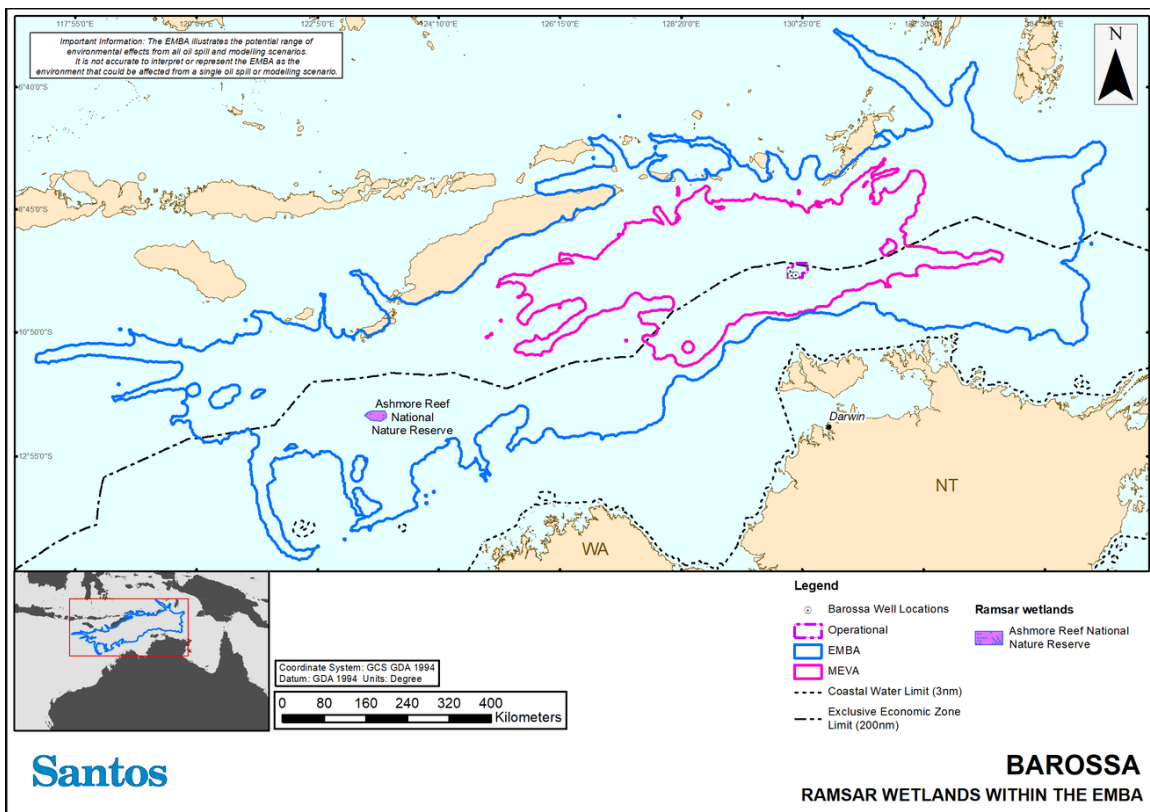 117°55'0"E
120°0'0"E
122°5'0"E
124°10'0"E
126°15'0"E
128°20'0"E
130°25'0"E
Important Information: The EMBA illustrates the potential range of
environmental effects from all oil spill and modelling scenarios.
It is not accurate to interpret or represent the EMBA as the
environment that could be affected from a single oil spill or modelling scenario.
N
6°40'0"S
8°45'0"S
10°50'0"S
12°55'0"S
Ashmore Reef
National
Nature Reserve
Darwin
NT
WA
Legend
Barossa Well Locations
Operational
EMBA
MEVA
Coastal Water Limit (3nm)
Exclusive Economic Zone
Limit (200nm)
Ramsar wetlands
Ashmore Reef National
Nature Reserve
Coordinate System: GCS GDA 1994
Datum: GDA 1994 Units: Degree
0 80 160 240 320 400
Kilometers
Santos
BAROSSA
RAMSAR WETLANDS WITHIN THE EMBA